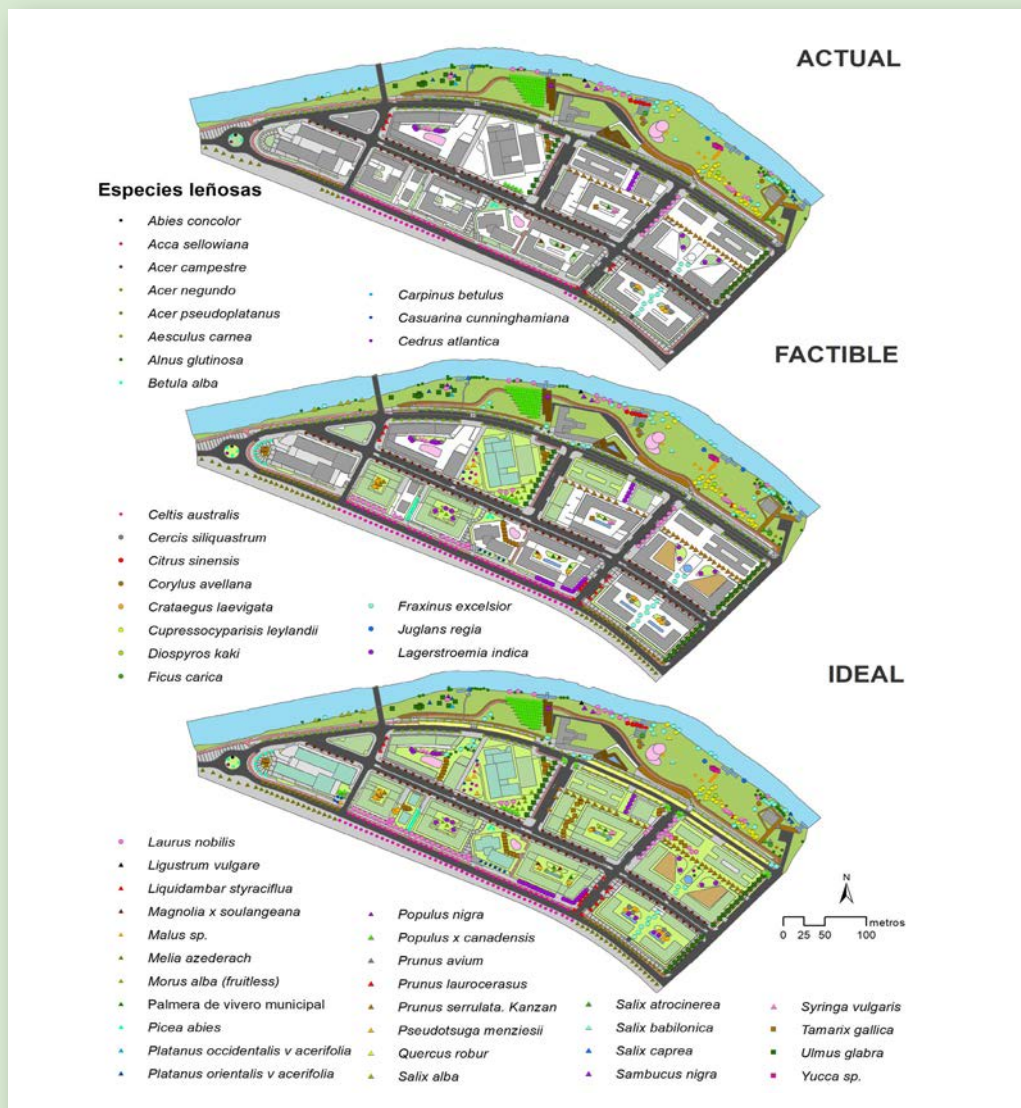 ACTUAL
Especies leñosas
Abies concolor
Acca sellowiana
Acer campestre
Acer negundo
Acer pseudoplatanus
Aesculus carnea
Alnus glutinosa
Betula alba
Carpinus betulus
Casuarina cunninghamiana
Cedrus atlantica
FACTIBLE
Celtis australis
Cercis siliquastrum
Citrus sinensis
Corylus avellana
Crataegus laevigata
Cupressocyparisis leylandii
Diospyros kaki
Ficus carica
Fraxinus excelsior
Juglans regia
Lagerstroemia indica
IDEAL
Laurus nobilis
Ligustrum vulgare
Liquidambar styraciflua
Magnolia x soulangeana
Malus sp.
Melia azederach
Morus alba (fruitless)
Palmera de vivero municipal
Picea abies
Platanus occidentalis v acerifolia
Platanus orientalis v acerifolia
Populus nigra
Populus x canadensis
Prunus avium
Prunus laurocerasus
Prunus serrulata. Kanzan
Pseudotsuga menziesii
Quercus robur
Salix alba
Salix atrocinerea
Salix babilonica
Salix caprea
Sambucus nigra
Syringa vulgaris
Tamarix gallica
Ulmus glabra
Yucca sp.
N
metros
0 25 50 100